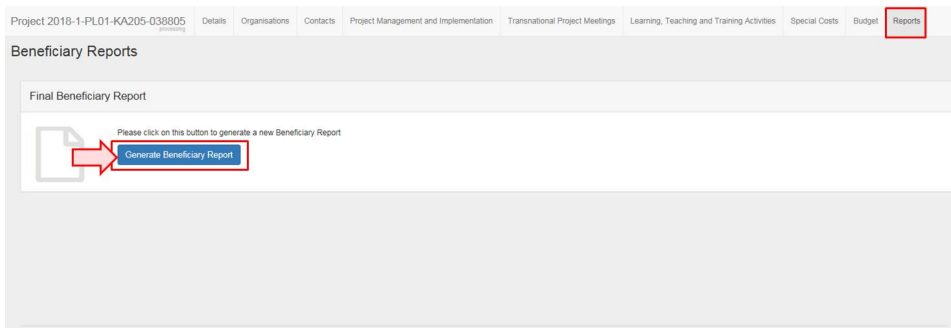 Project 2018-1-PL01-KA205-038805 Details Organisations Contacts Project Management and Implementation Transnational Project Meetings Learning, Teaching and Training Activities Special Costs Budget Reports
processing
Beneficiary Reports
Final Beneficiary Report
Please click on this button to generate a new Beneficiary Report
Generate Beneficiary Report